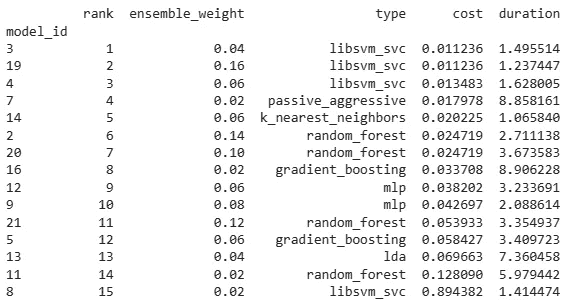 rank ensemble_weight type cost duration
model_id
3 1 0.04 libsvm_svc 0.011236 1.495514
19 2 0.16 libsvm_svc 0.011236 1.237447
4 3 0.06 libsvm_svc 0.013483 1.628005
7 4 0.02 passive_aggressive 0.017978 8.858161
14 5 0.06 k_nearest_neighbors 0.020225 1.065840
2 6 0.14 random_forest 0.024719 2.711138
20 7 0.10 random_forest 0.024719 3.673583
16 8 0.02 gradient_boosting 0.033708 8.906228
12 9 0.06 mlp 0.038202 3.233691
9 10 0.08 mlp 0.042697 2.088614
21 11 0.12 random_forest 0.053933 3.354937
5 12 0.06 gradient_boosting 0.058427 3.409723
13 13 0.04 lda 0.069663 7.360458
11 14 0.02 random_forest 0.128090 5.979442
8 15 0.02 libsvm_svc 0.894382 1.414474